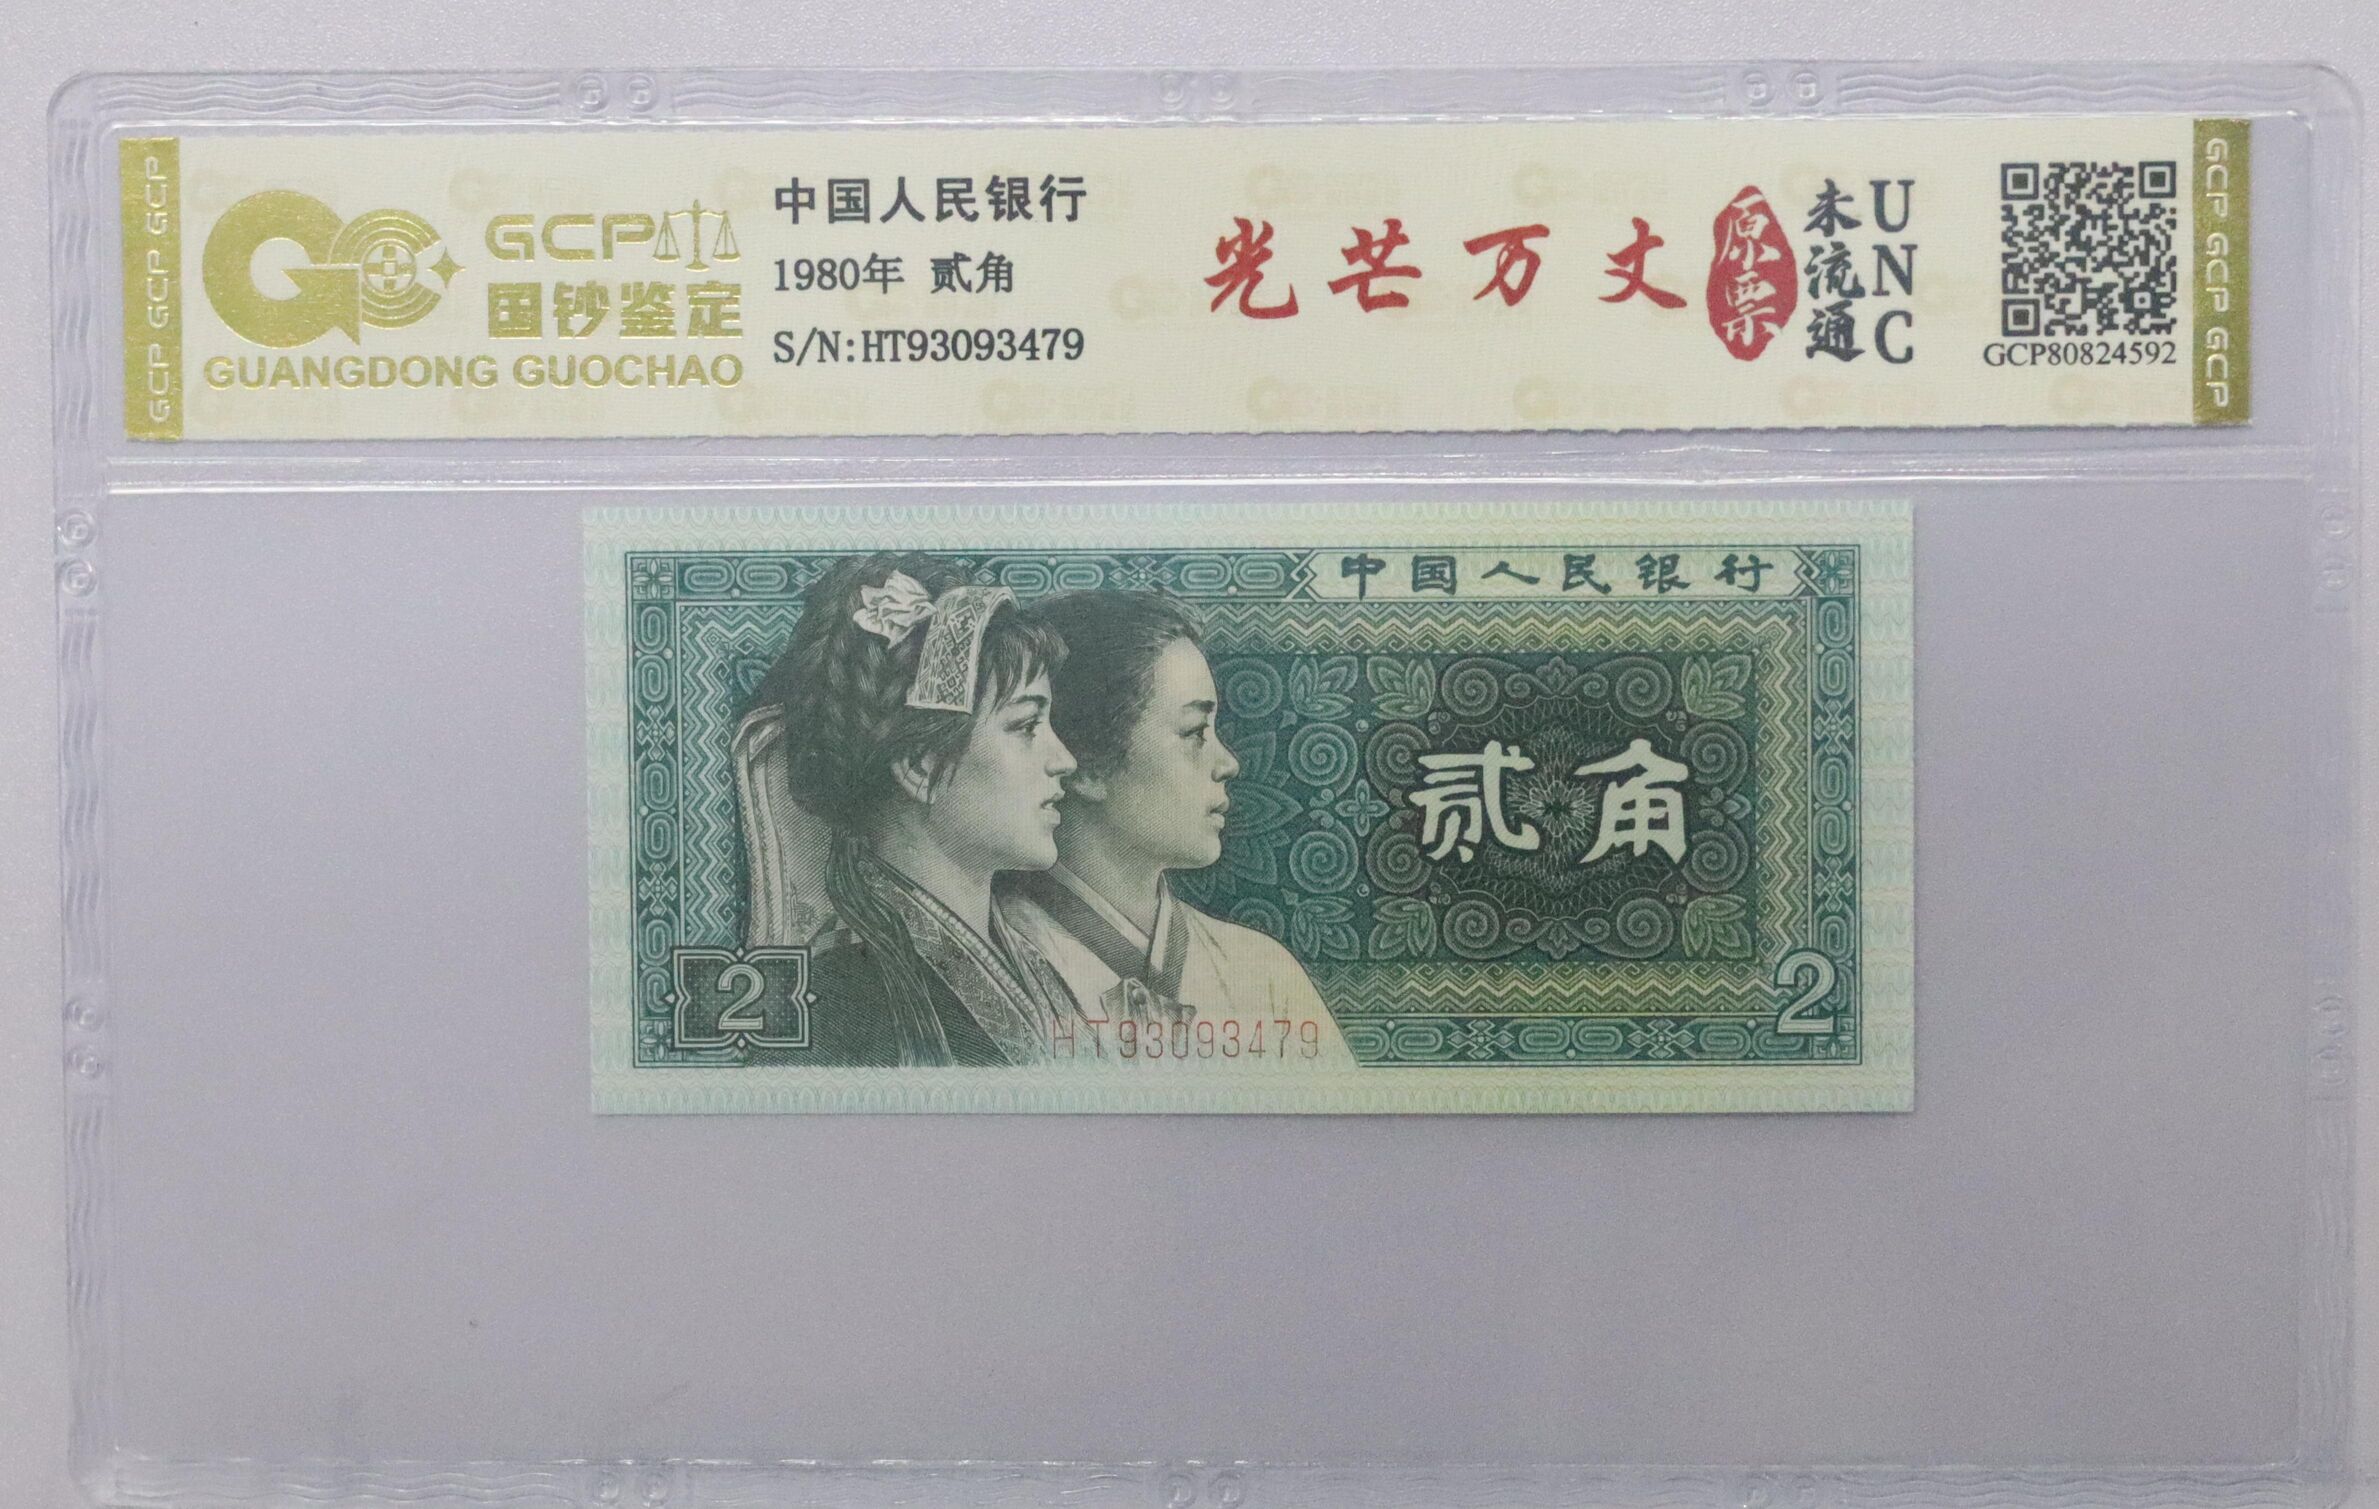 GCP GCP GCP
GCP
国钞鉴定
GUANGDONG GUOCHAO
中国人民银行
1980年 贰角
S/N:HT93093479
光芒万丈
原票
未流通
UNC
GCP80824592
GCP GCP GCP
中国人民银行
贰角
2
2
HT93093479